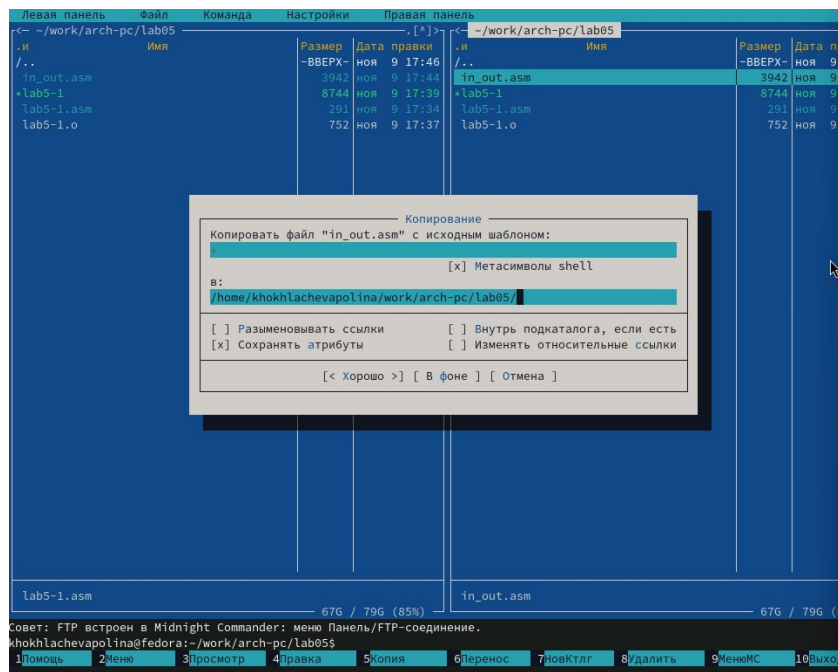 Левая панель Файл Команда Настройки Правая панель
<— ~/work/arch-pc/lab05 .[^]>
.и Имя Размер Дата правки
/.. -ВВЕРХ- ноя 9 17:46
in_out.asm 3942 ноя 9 17:44
*lab5-1 8744 ноя 9 17:39
lab5-1.asm 291 ноя 9 17:34
lab5-1.o 752 ноя 9 17:37
lab5-1.asm
67G / 79G (85%)
<— ~/work/arch-pc/lab05
.и Имя Размер Дата п
/.. -ВВЕРХ- ноя 9
in_out.asm 3942 ноя 9
*lab5-1 8744 ноя 9
lab5-1.asm 291 ноя 9
lab5-1.o 752 ноя 9
in_out.asm
67G / 79G (
Копирование
Копировать файл "in_out.asm" с исходным шаблоном:
*
[x] Метасимволы shell
в:
/home/khokhlachevapolina/work/arch-pc/lab05/
[ ] Разыменовывать ссылки [ ] Внутрь подкаталога, если есть
[x] Сохранять атрибуты [ ] Изменять относительные ссылки
[< Хорошо >] [ В фоне ] [ Отмена ]
Совет: FTP встроен в Midnight Commander: меню Панель/FTP-соединение.
khokhlachevapolina@fedora:~/work/arch-pc/lab05$
1Помощь 2Меню 3Просмотр 4Правка 5Копия 6Перенос 7НовКтлг 8Удалить 9МенюMC 10Вых